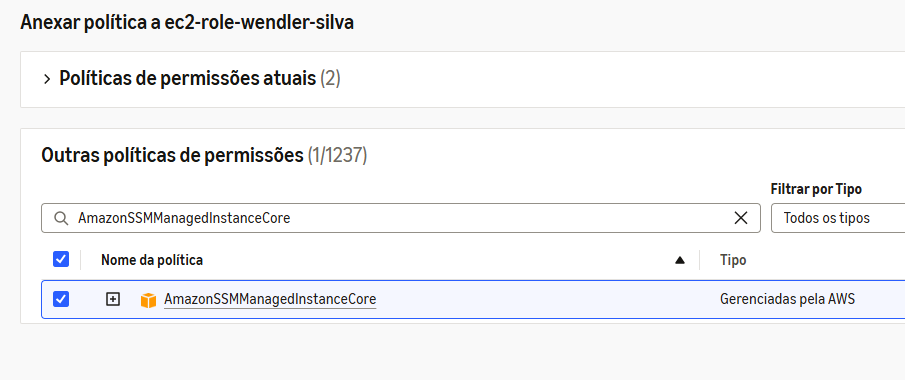 Anexar política a ec2-role-wendler-silva
Políticas de permissões atuais (2)
Outras políticas de permissões (1/1237)
Filtrar por Tipo
AmazonSSMManagedInstanceCore
Todos os tipos
Nome da política
Tipo
AmazonSSMManagedInstanceCore
Gerenciadas pela AWS